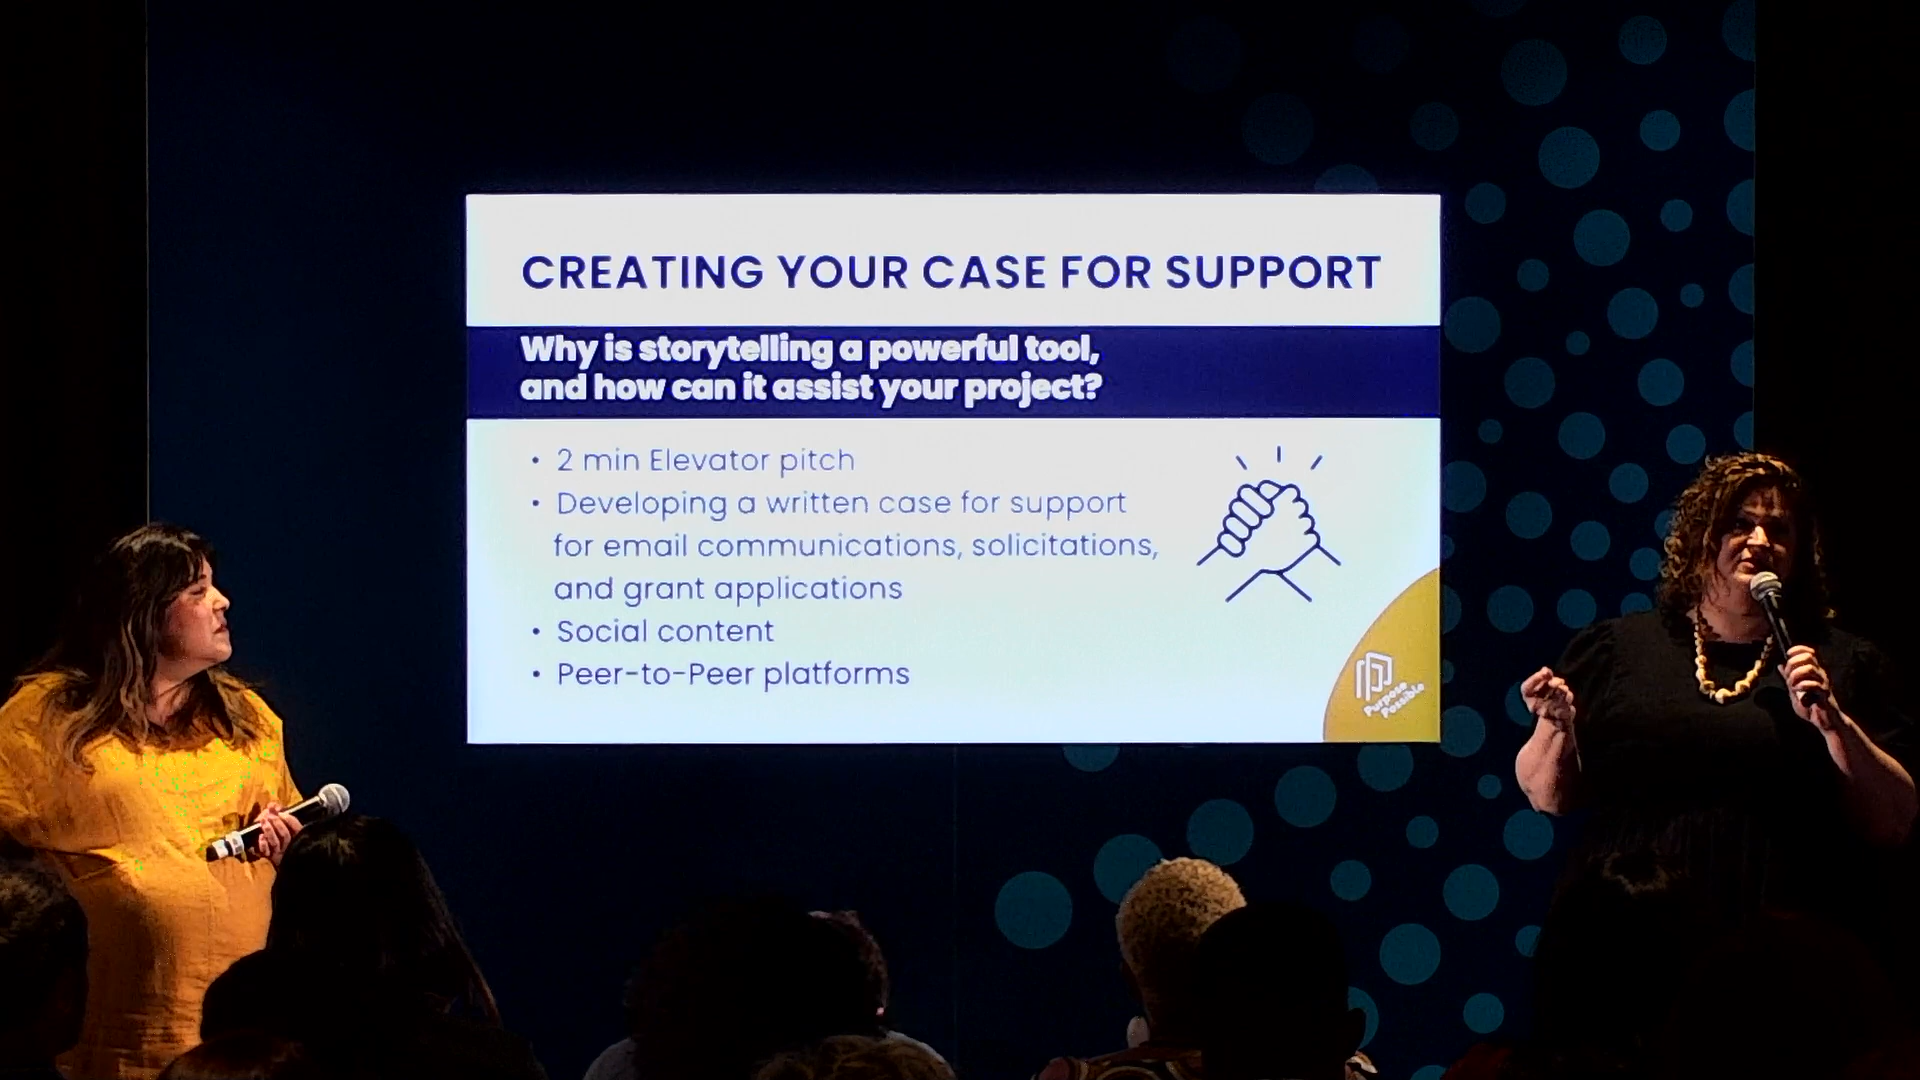 CREATING YOUR CASE FOR SUPPORT
Why is storytelling a powerful tool,
and how can it assist your project?
• 2 min Elevator pitch
• Developing a written case for support
for email communications, solicitations,
and grant applications
• Social content
• Peer-to-Peer platforms
Purpose
Possible